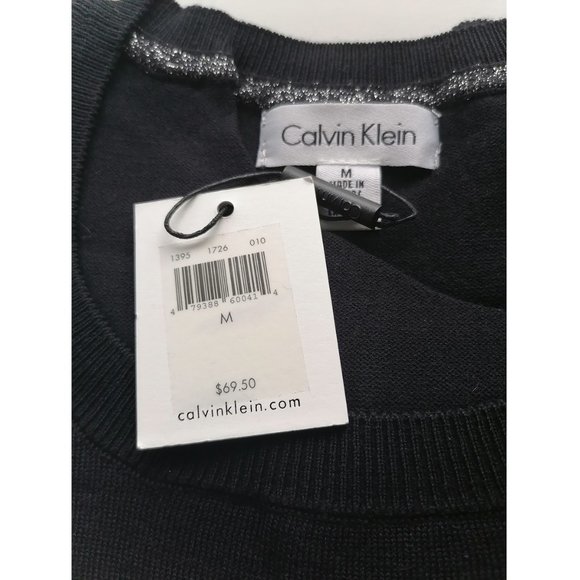 Calvin Klein
M
MADE IN
1395 1726 010
4 79388 60041 4
M
$69.50
calvinklein.com